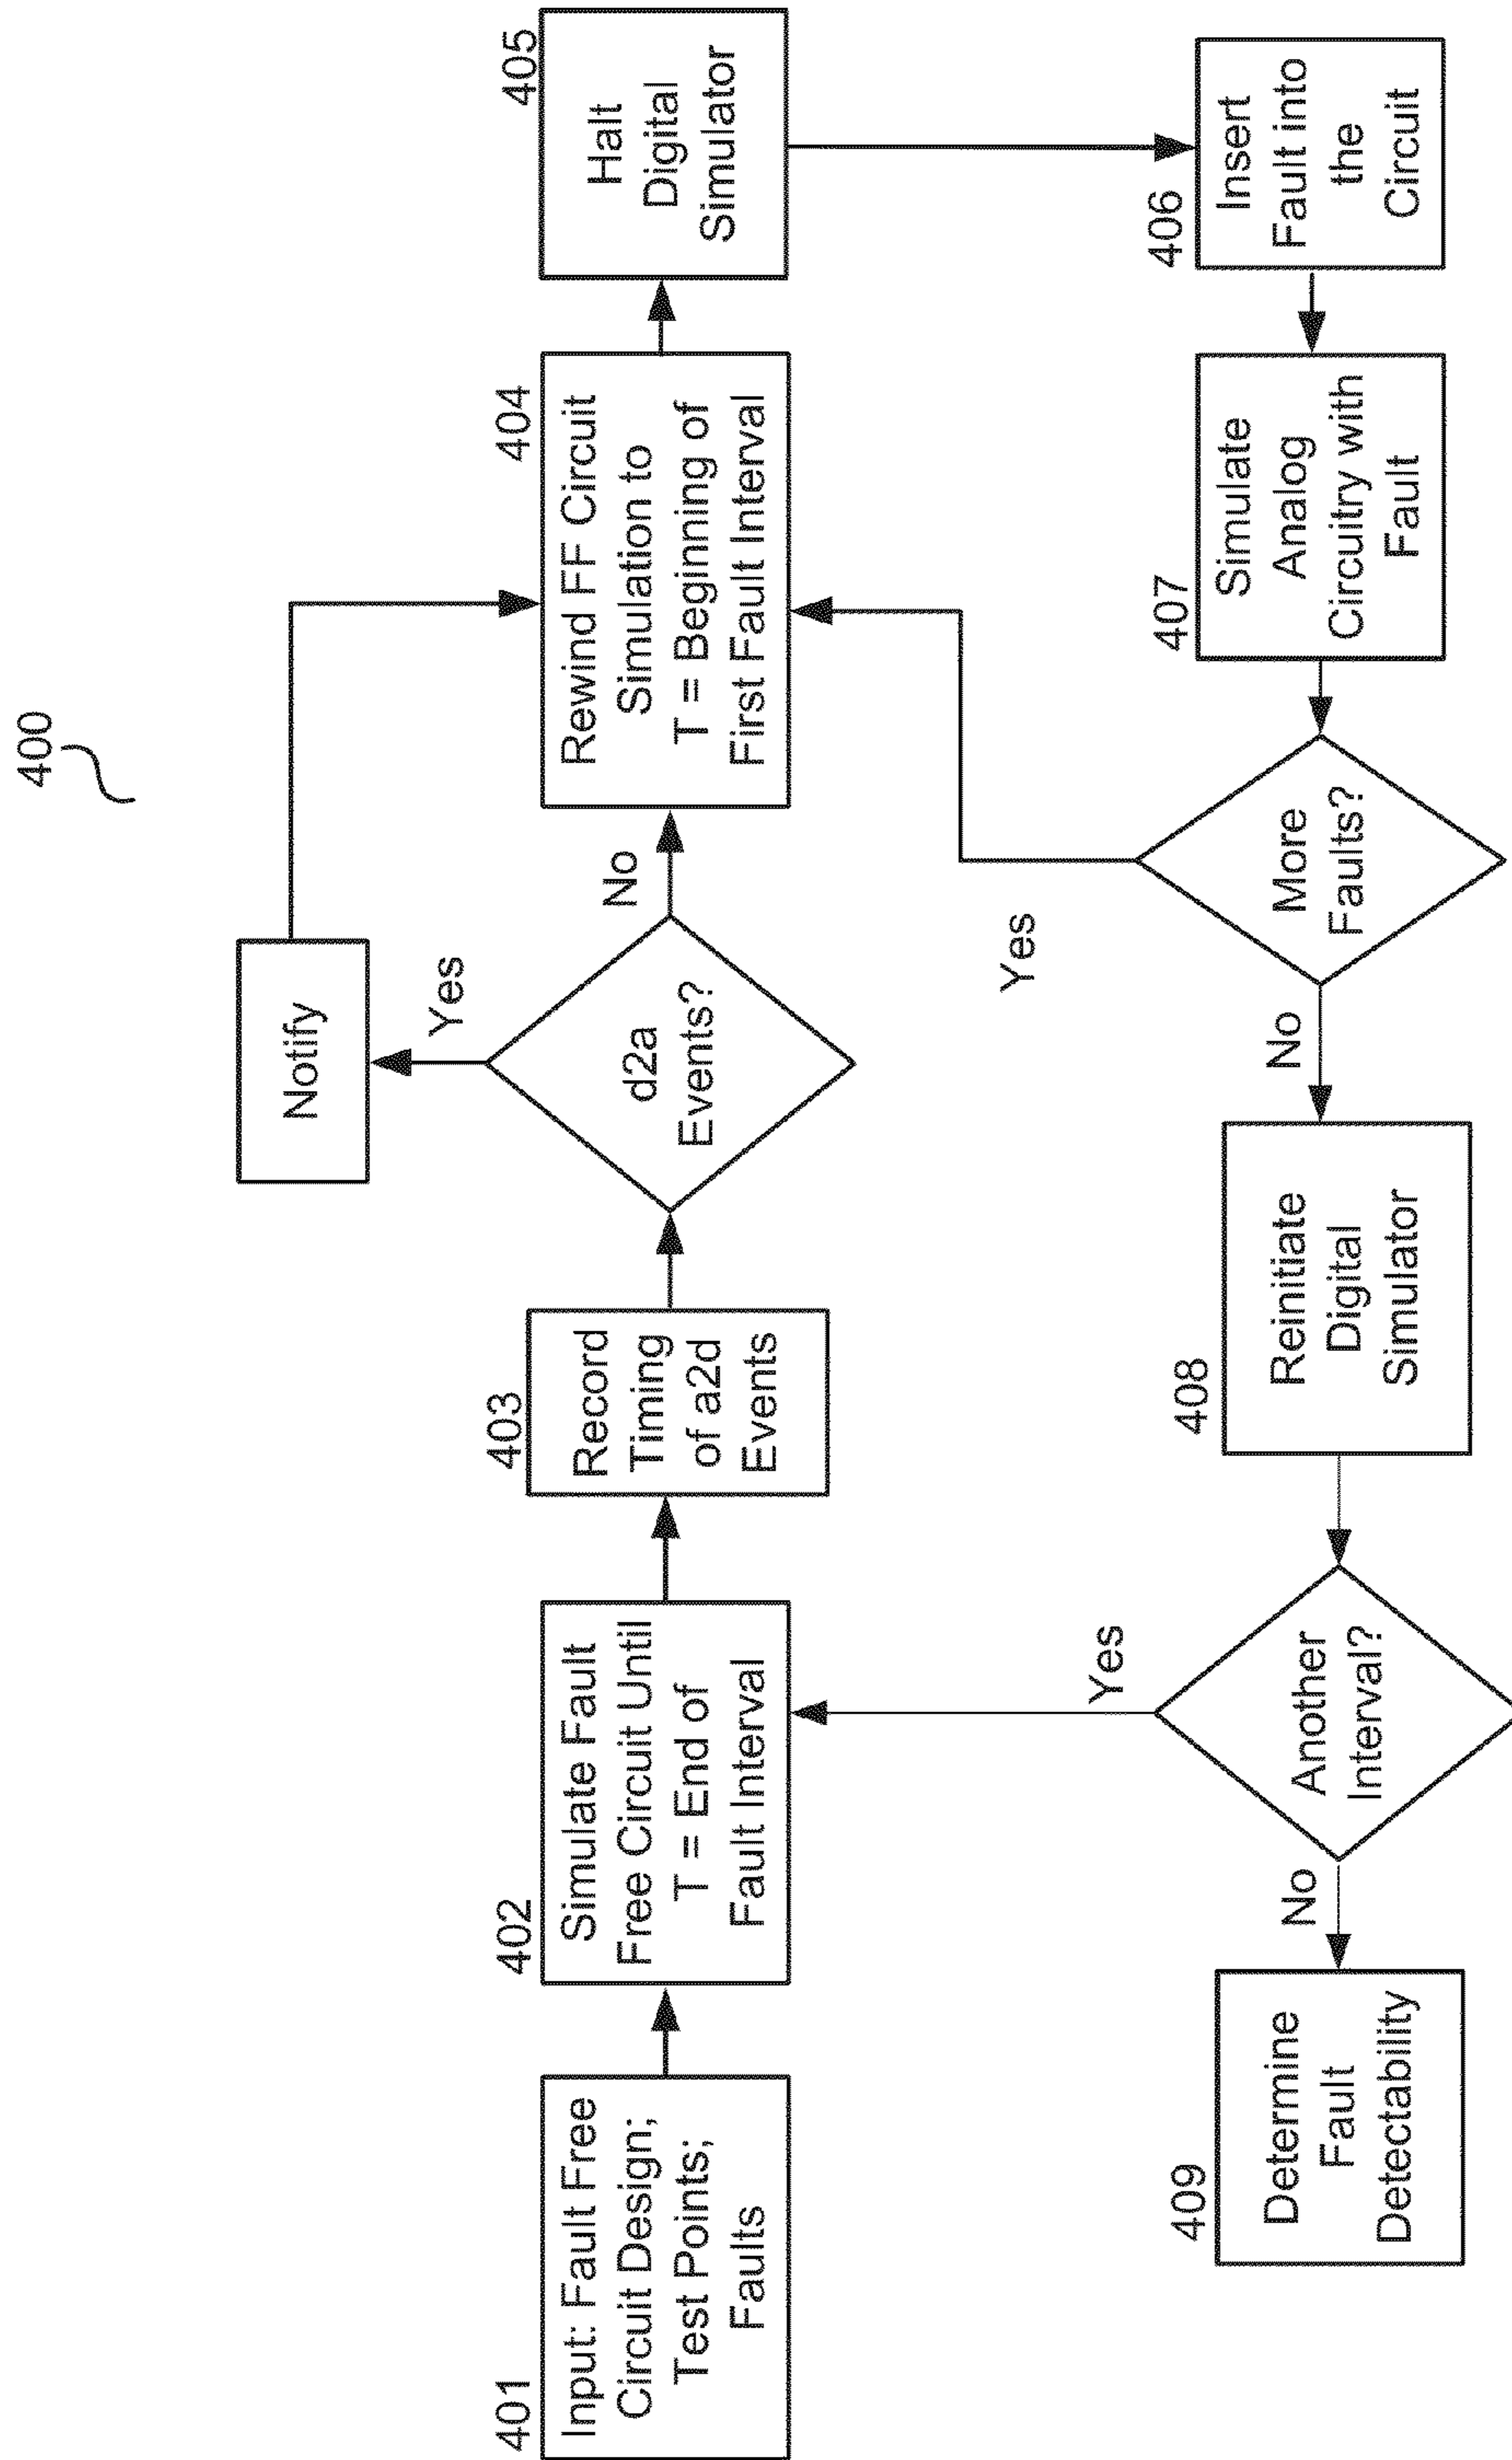 400
401
Input: Fault Free
Circuit Design;
Test Points;
Faults
402
Simulate Fault
Free Circuit Until
T = End of
Fault Interval
403
Record
Timing
of a2d
Events
d2a
Events?
Yes
Notify
No
404
Rewind FF Circuit
Simulation to
T = Beginning of
First Fault Interval
405
Halt
Digital
Simulator
406
Insert
Fault into
the
Circuit
407
Simulate
Analog
Circuitry with
Fault
More
Faults?
Yes
No
408
Reinitiate
Digital
Simulator
Another
Interval?
Yes
No
409
Determine
Fault
Detectability